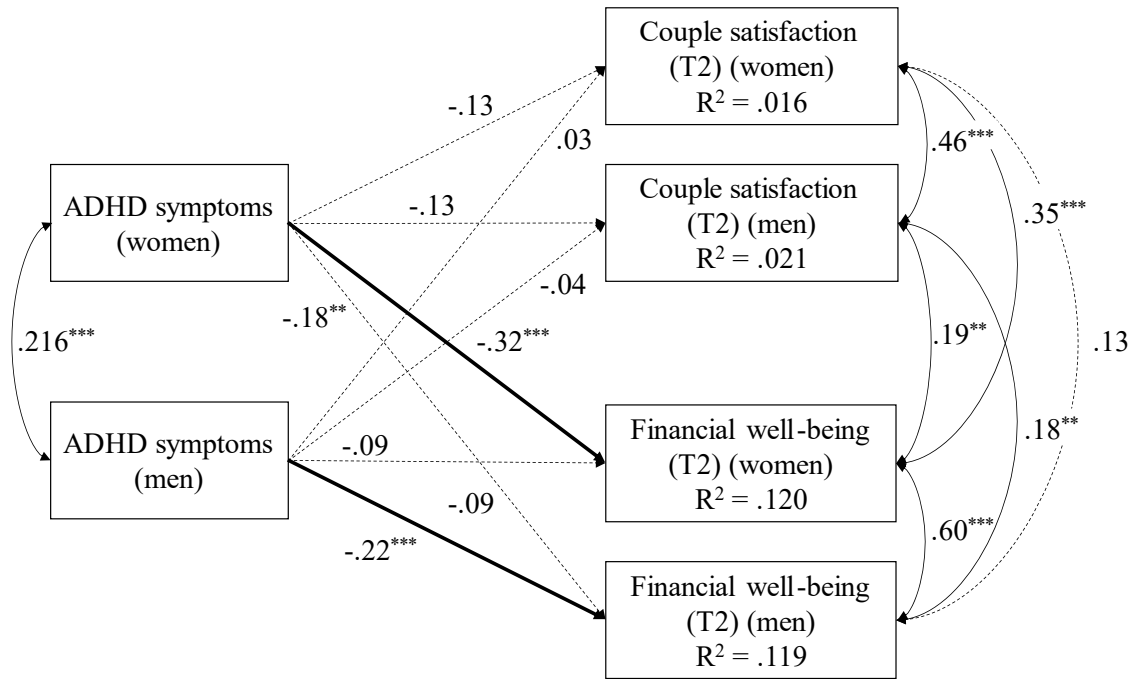 Couple satisfaction
(T2) (women)
R² = .016
-.13
.03
.46***
ADHD symptoms
(women)
-.13
Couple satisfaction
(T2) (men)
R² = .021
.35***
-.04
-.18**
.216***
-.32***
.19**
.13
ADHD symptoms
(men)
-.09
Financial well-being
(T2) (women)
R² = .120
.18**
-.09
-.22***
.60***
Financial well-being
(T2) (men)
R² = .119